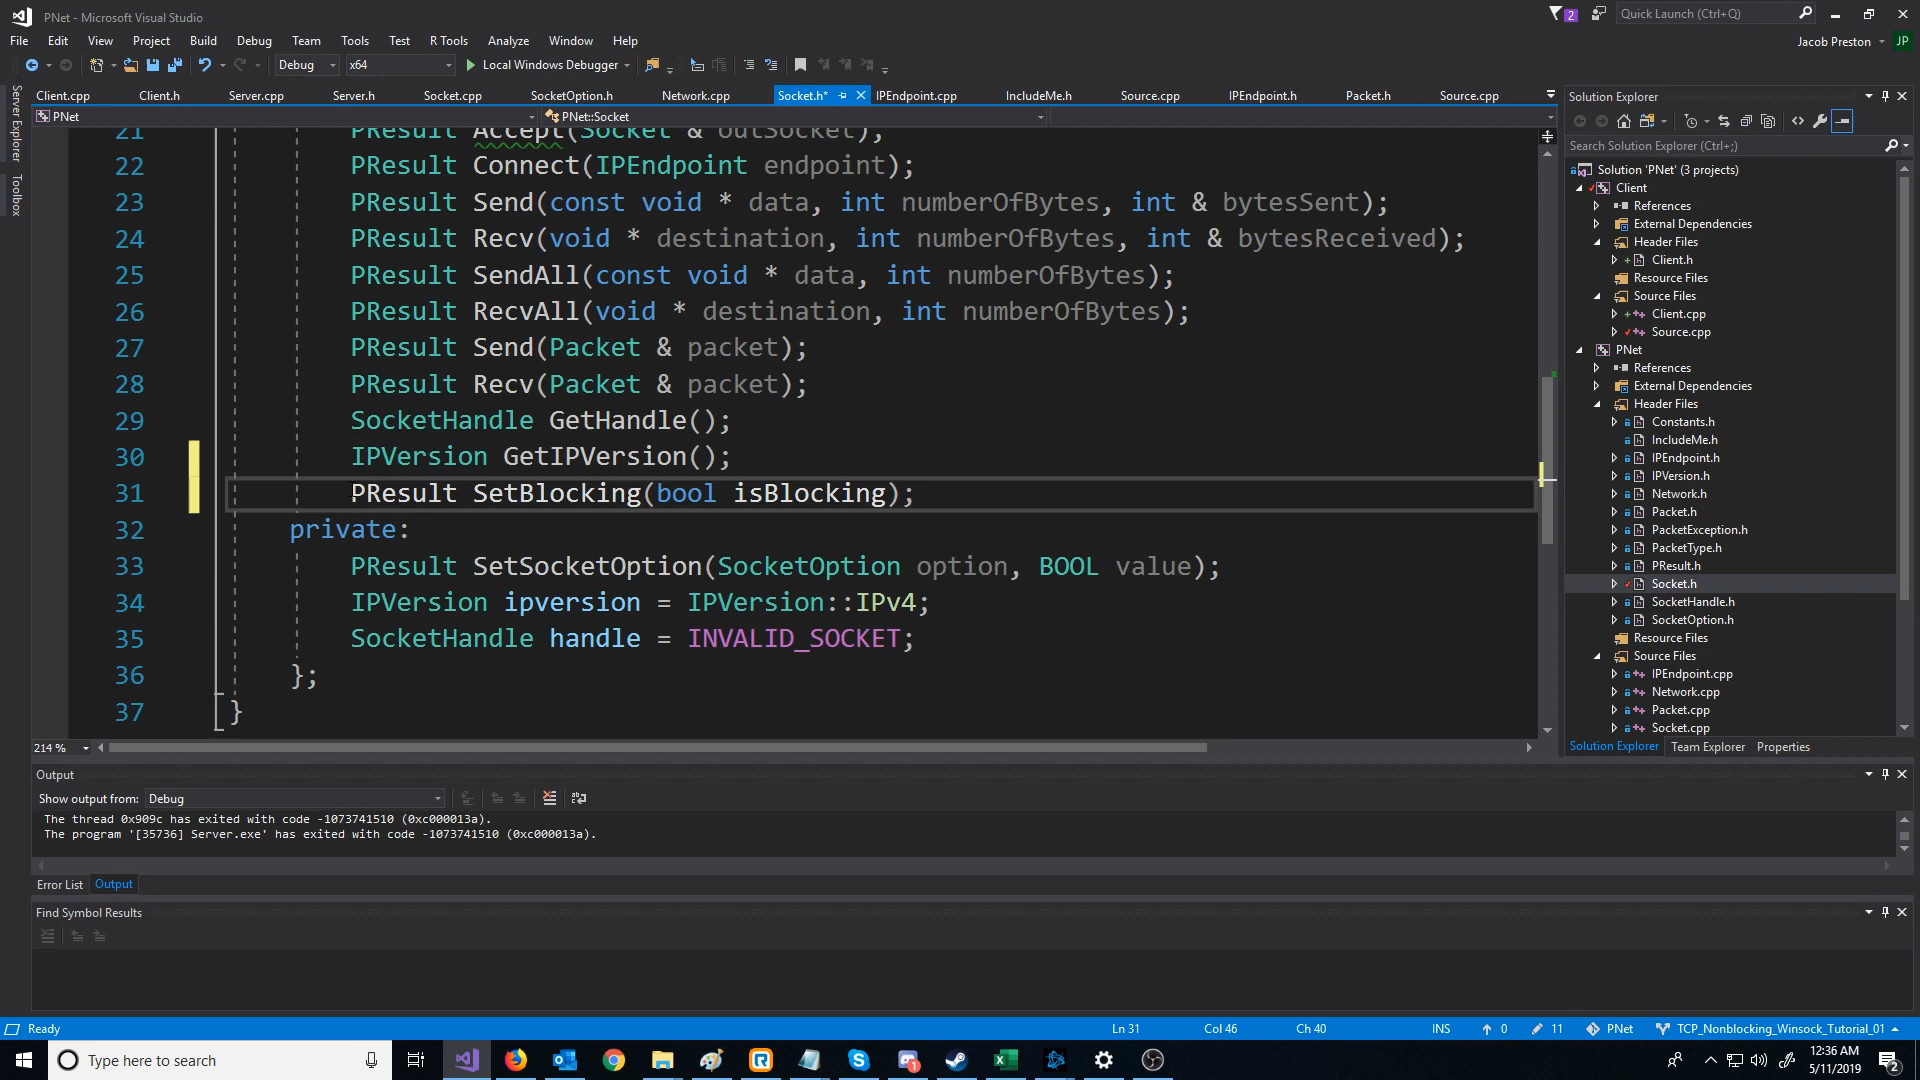 PNet - Microsoft Visual Studio
2
Quick Launch (Ctrl+Q)
File Edit View Project Build Debug Team Tools Test R Tools Analyze Window Help
Jacob Preston JP
Debug x64 Local Windows Debugger
Server Explorer
Toolbox
Client.cpp Client.h Server.cpp Server.h Socket.cpp SocketOption.h Network.cpp Socket.h* IPEndpoint.cpp IncludeMe.h Source.cpp IPEndpoint.h Packet.h Source.cpp
PNet PNet::Socket
21 PResult Accept(Socket & outSocket);
22 PResult Connect(IPEndpoint endpoint);
23 PResult Send(const void * data, int numberOfBytes, int & bytesSent);
24 PResult Recv(void * destination, int numberOfBytes, int & bytesReceived);
25 PResult SendAll(const void * data, int numberOfBytes);
26 PResult RecvAll(void * destination, int numberOfBytes);
27 PResult Send(Packet & packet);
28 PResult Recv(Packet & packet);
29 SocketHandle GetHandle();
30 IPVersion GetIPVersion();
31 PResult SetBlocking(bool isBlocking);
32 private:
33 PResult SetSocketOption(SocketOption option, BOOL value);
34 IPVersion ipversion = IPVersion::IPv4;
35 SocketHandle handle = INVALID_SOCKET;
36 };
37 }
214 %
Solution Explorer
Search Solution Explorer (Ctrl+;)
Solution 'PNet' (3 projects)
Client
References
External Dependencies
Header Files
Client.h
Resource Files
Source Files
Client.cpp
Source.cpp
PNet
References
External Dependencies
Header Files
Constants.h
IncludeMe.h
IPEndpoint.h
IPVersion.h
Network.h
Packet.h
PacketException.h
PacketType.h
PResult.h
Socket.h
SocketHandle.h
SocketOption.h
Resource Files
Source Files
IPEndpoint.cpp
Network.cpp
Packet.cpp
Socket.cpp
Solution Explorer Team Explorer Properties
Output
Show output from: Debug
The thread 0x909c has exited with code -1073741510 (0xc000013a).
The program '[35736] Server.exe' has exited with code -1073741510 (0xc000013a).
Error List Output
Find Symbol Results
Ready Ln 31 Col 46 Ch 40 INS 0 11 PNet TCP_Nonblocking_Winsock_Tutorial_01
Type here to search
12:36 AM
5/11/2019
2